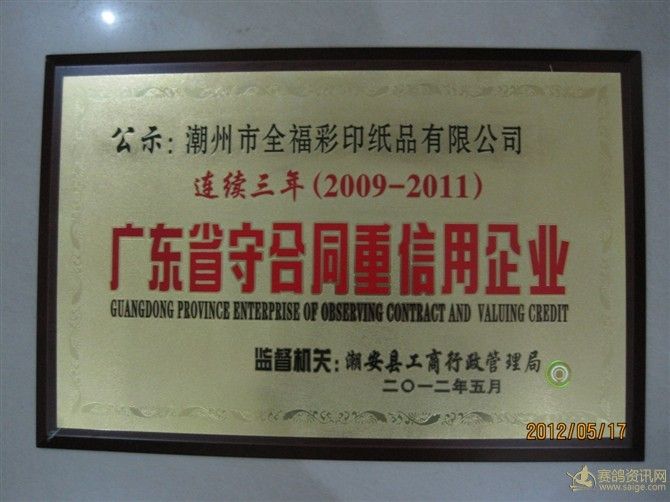 公示：潮州市全福彩印纸品有限公司
连续三年(2009-2011)
广东省守合同重信用企业
GUANGDONG PROVINCE ENTERPRISE OF OBSERVING CONTRACT AND VALUING CREDIT
监督机关：潮安县工商行政管理局
二〇一二年五月
2012/05/17
赛鸽资讯网
www.saige.com